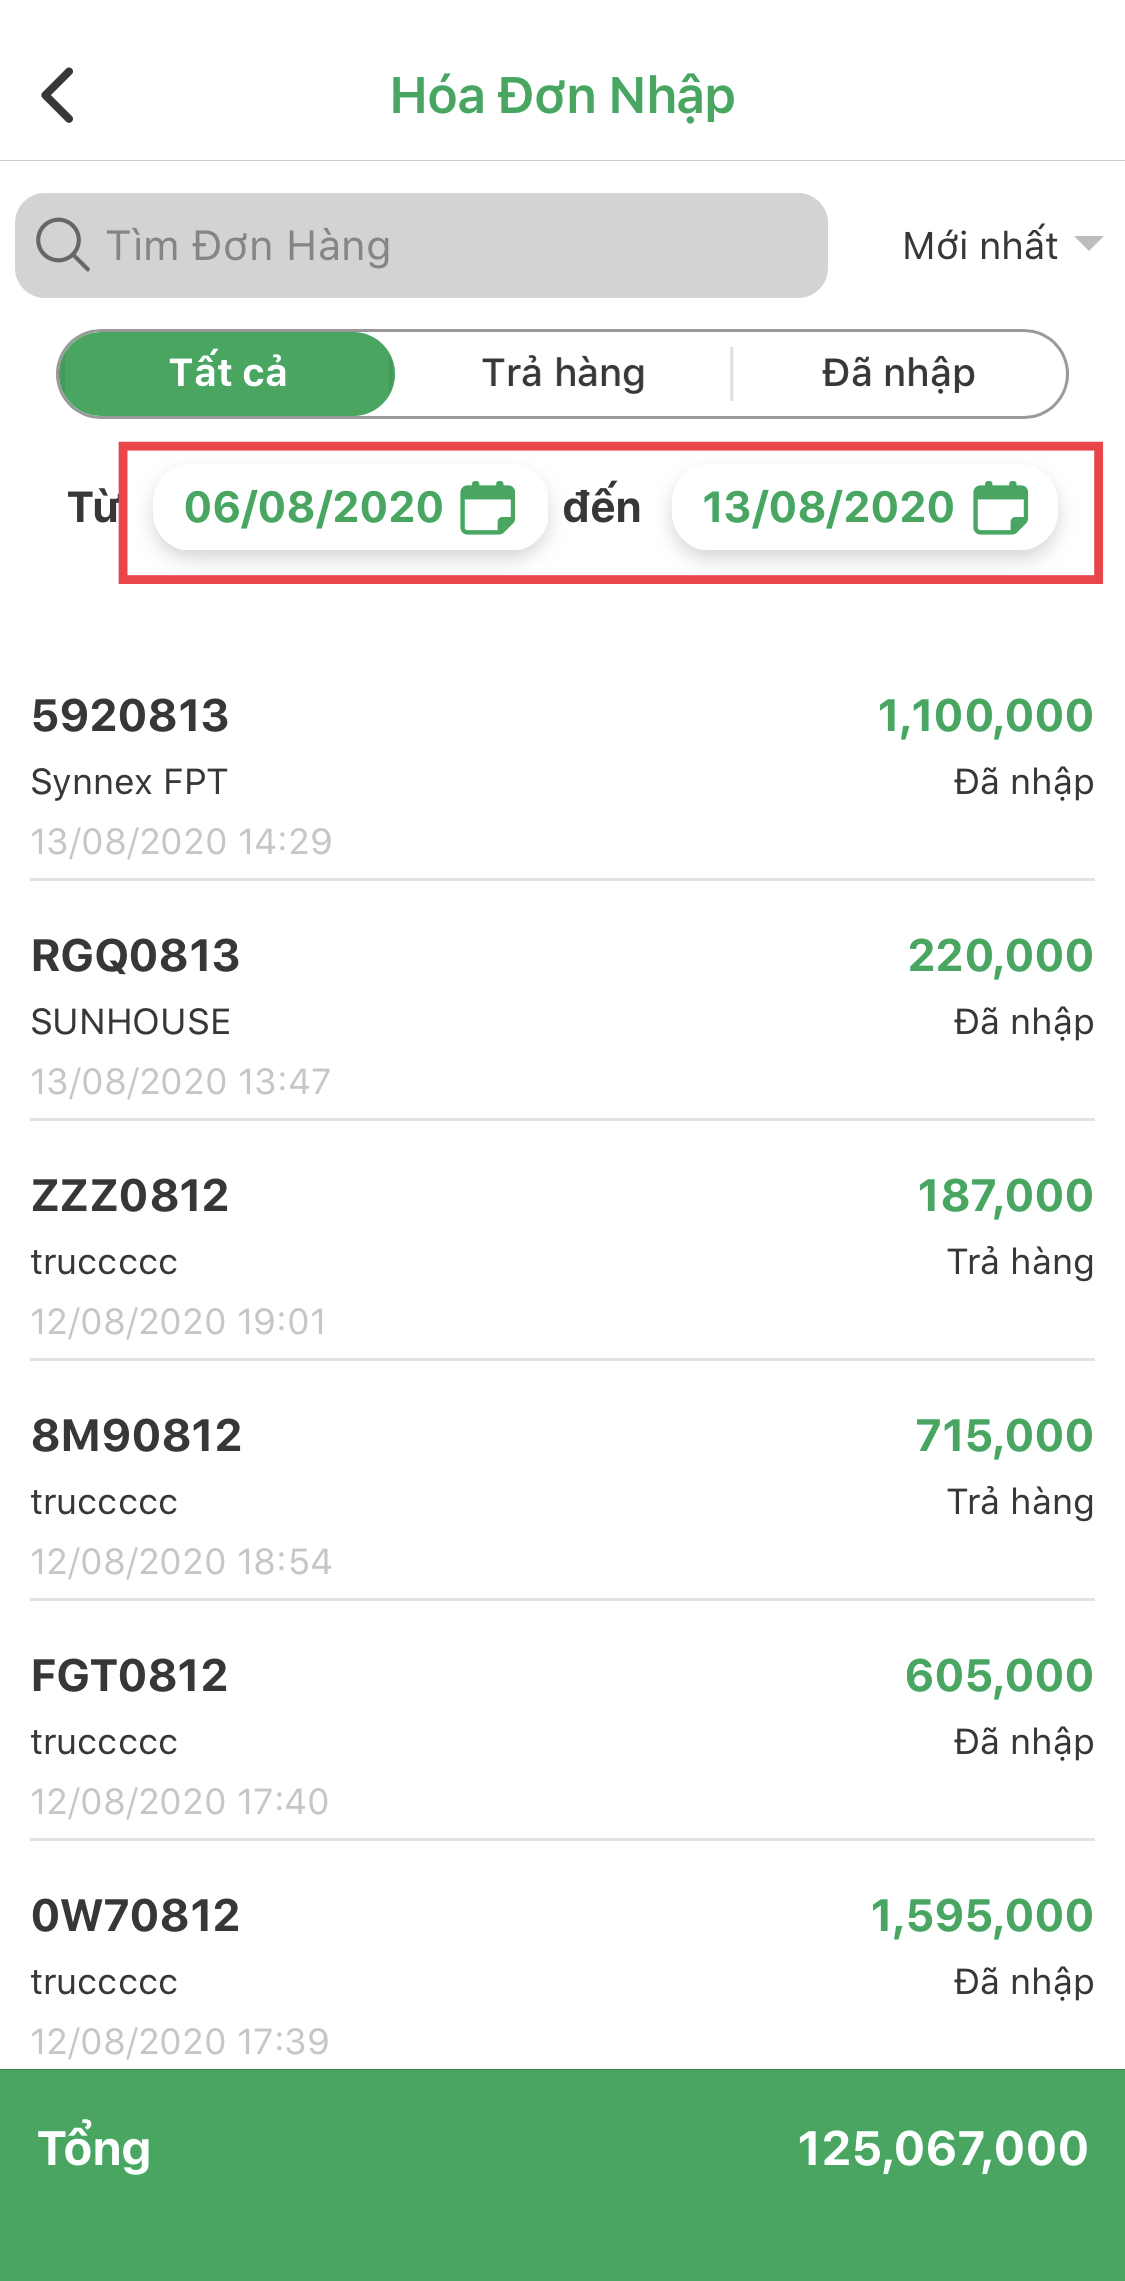 Hóa Đơn Nhập
Tìm Đơn Hàng
Mới nhất
Tất cả Trả hàng Đã nhập
Từ 06/08/2020 đến 13/08/2020
5920813 1,100,000
Synnex FPT Đã nhập
13/08/2020 14:29
RGQ0813 220,000
SUNHOUSE Đã nhập
13/08/2020 13:47
ZZZ0812 187,000
truccccc Trả hàng
12/08/2020 19:01
8M90812 715,000
truccccc Trả hàng
12/08/2020 18:54
FGT0812 605,000
truccccc Đã nhập
12/08/2020 17:40
0W70812 1,595,000
truccccc Đã nhập
12/08/2020 17:39
Tổng 125,067,000